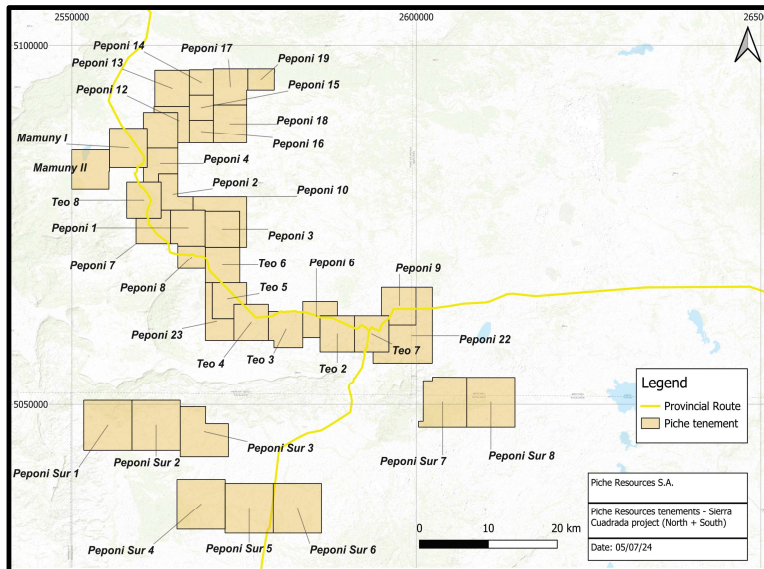 2550000
2600000
2650
5100000
Peponi 14
Peponi 17
Peponi 19
Peponi 13
Peponi 15
Peponi 12
Peponi 18
Mamuny I
Peponi 16
Peponi 4
Mamuny II
Peponi 2
Peponi 10
Teo 8
Peponi 1
Peponi 3
Peponi 7
Teo 6
Peponi 6
Peponi 9
Peponi 8
Teo 5
Peponi 23
Peponi 22
Teo 4
Teo 3
Teo 2
Teo 7
5050000
Legend
Provincial Route
Piche tenement
Peponi Sur 1
Peponi Sur 2
Peponi Sur 3
Peponi Sur 7
Peponi Sur 8
Peponi Sur 4
Peponi Sur 5
Peponi Sur 6
0 10 20 km
Piche Resources S.A.
Piche Resources tenements - Sierra
Cuadrada project (North + South)
Date: 05/07/24